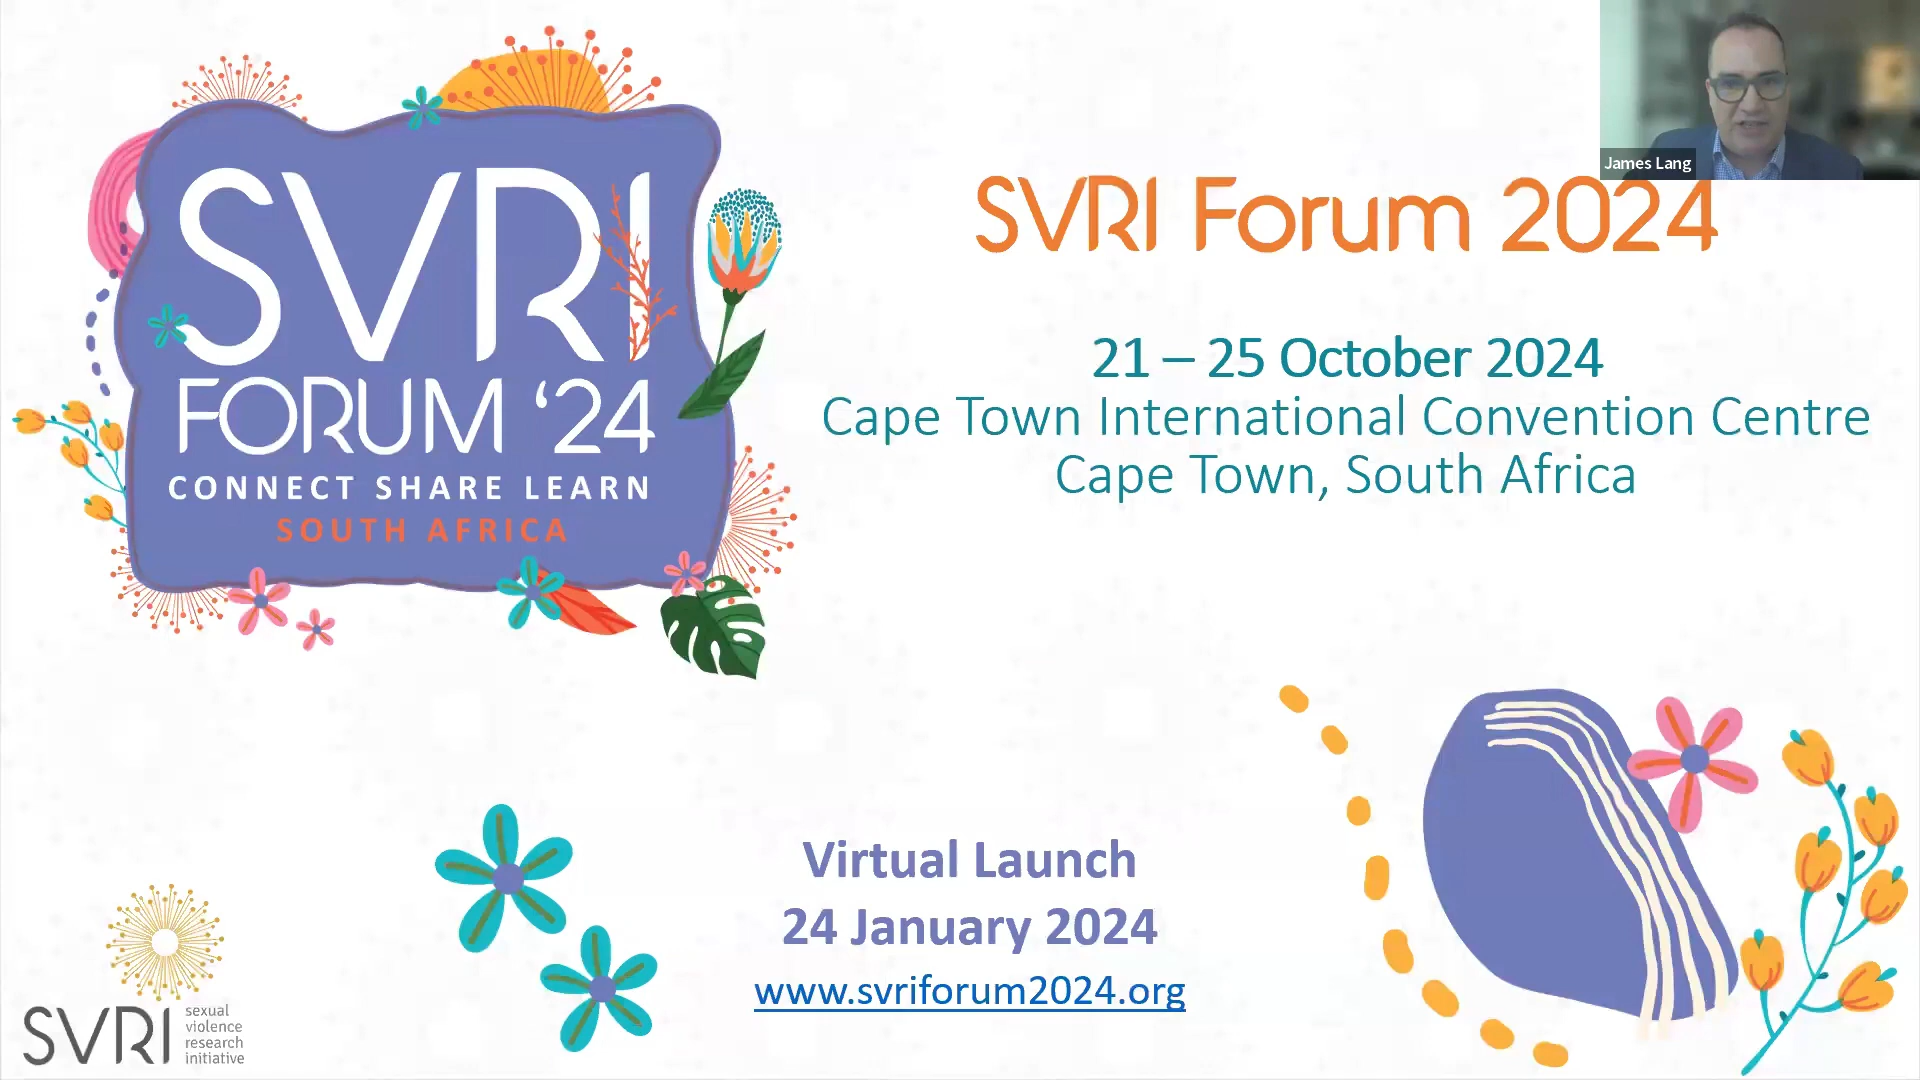 SVRI
FORUM ‘24
CONNECT SHARE LEARN
SOUTH AFRICA
James Lang
SVRI Forum 2024
21 – 25 October 2024
Cape Town International Convention Centre
Cape Town, South Africa
Virtual Launch
24 January 2024
www.svriforum2024.org
SVRI
sexual
violence
research
initiative